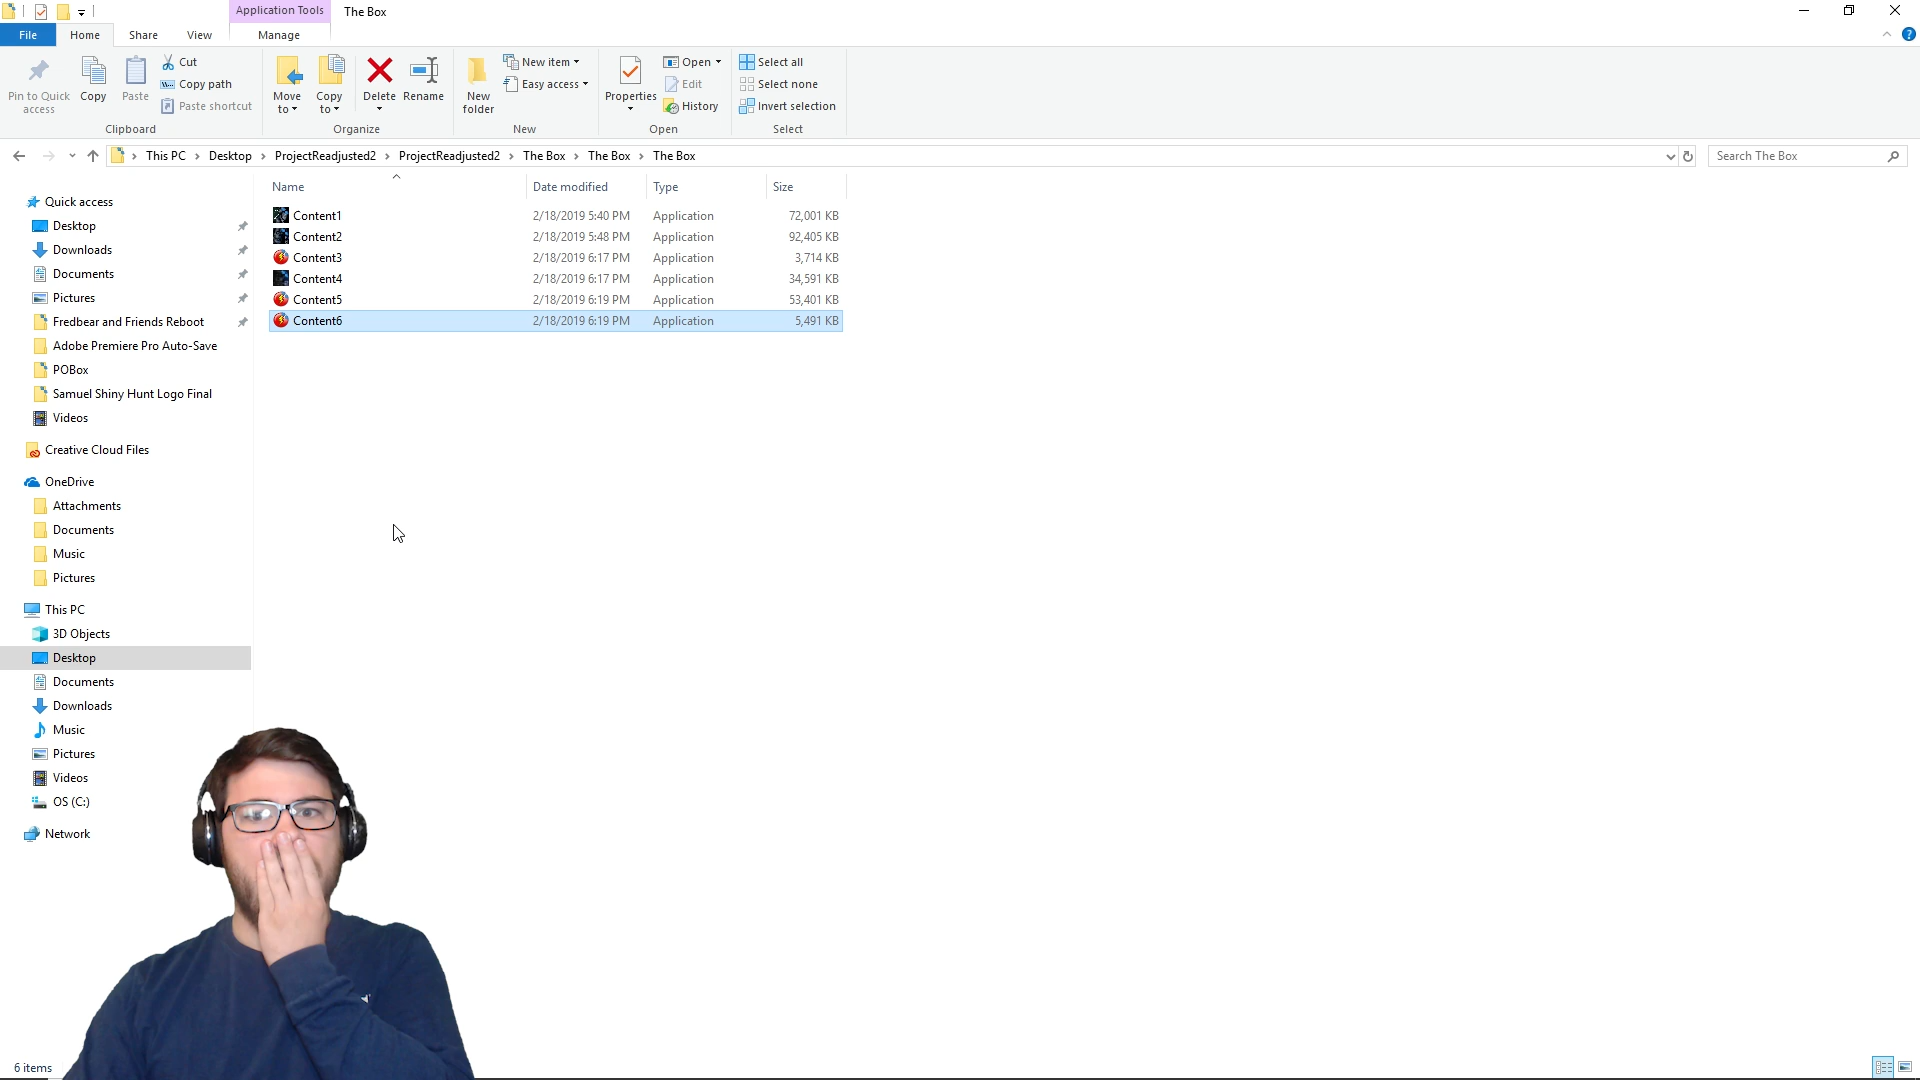 Application Tools The Box
File Home Share View Manage
Pin to Quick access
Copy
Paste
Cut
Copy path
Paste shortcut
Clipboard
Move to
Copy to
Delete
Rename
Organize
New folder
New item
Easy access
New
Properties
Open
Edit
History
Open
Select all
Select none
Invert selection
Select
This PC Desktop ProjectReadjusted2 ProjectReadjusted2 The Box The Box The Box
Search The Box
Name Date modified Type Size
Content1 2/18/2019 5:40 PM Application 72,001 KB
Content2 2/18/2019 5:48 PM Application 92,405 KB
Content3 2/18/2019 6:17 PM Application 3,714 KB
Content4 2/18/2019 6:17 PM Application 34,591 KB
Content5 2/18/2019 6:19 PM Application 53,401 KB
Content6 2/18/2019 6:19 PM Application 5,491 KB
Quick access
Desktop
Downloads
Documents
Pictures
Fredbear and Friends Reboot
Adobe Premiere Pro Auto-Save
POBox
Samuel Shiny Hunt Logo Final
Videos
Creative Cloud Files
OneDrive
Attachments
Documents
Music
Pictures
This PC
3D Objects
Desktop
Documents
Downloads
Music
Pictures
Videos
OS (C:)
Network
6 items